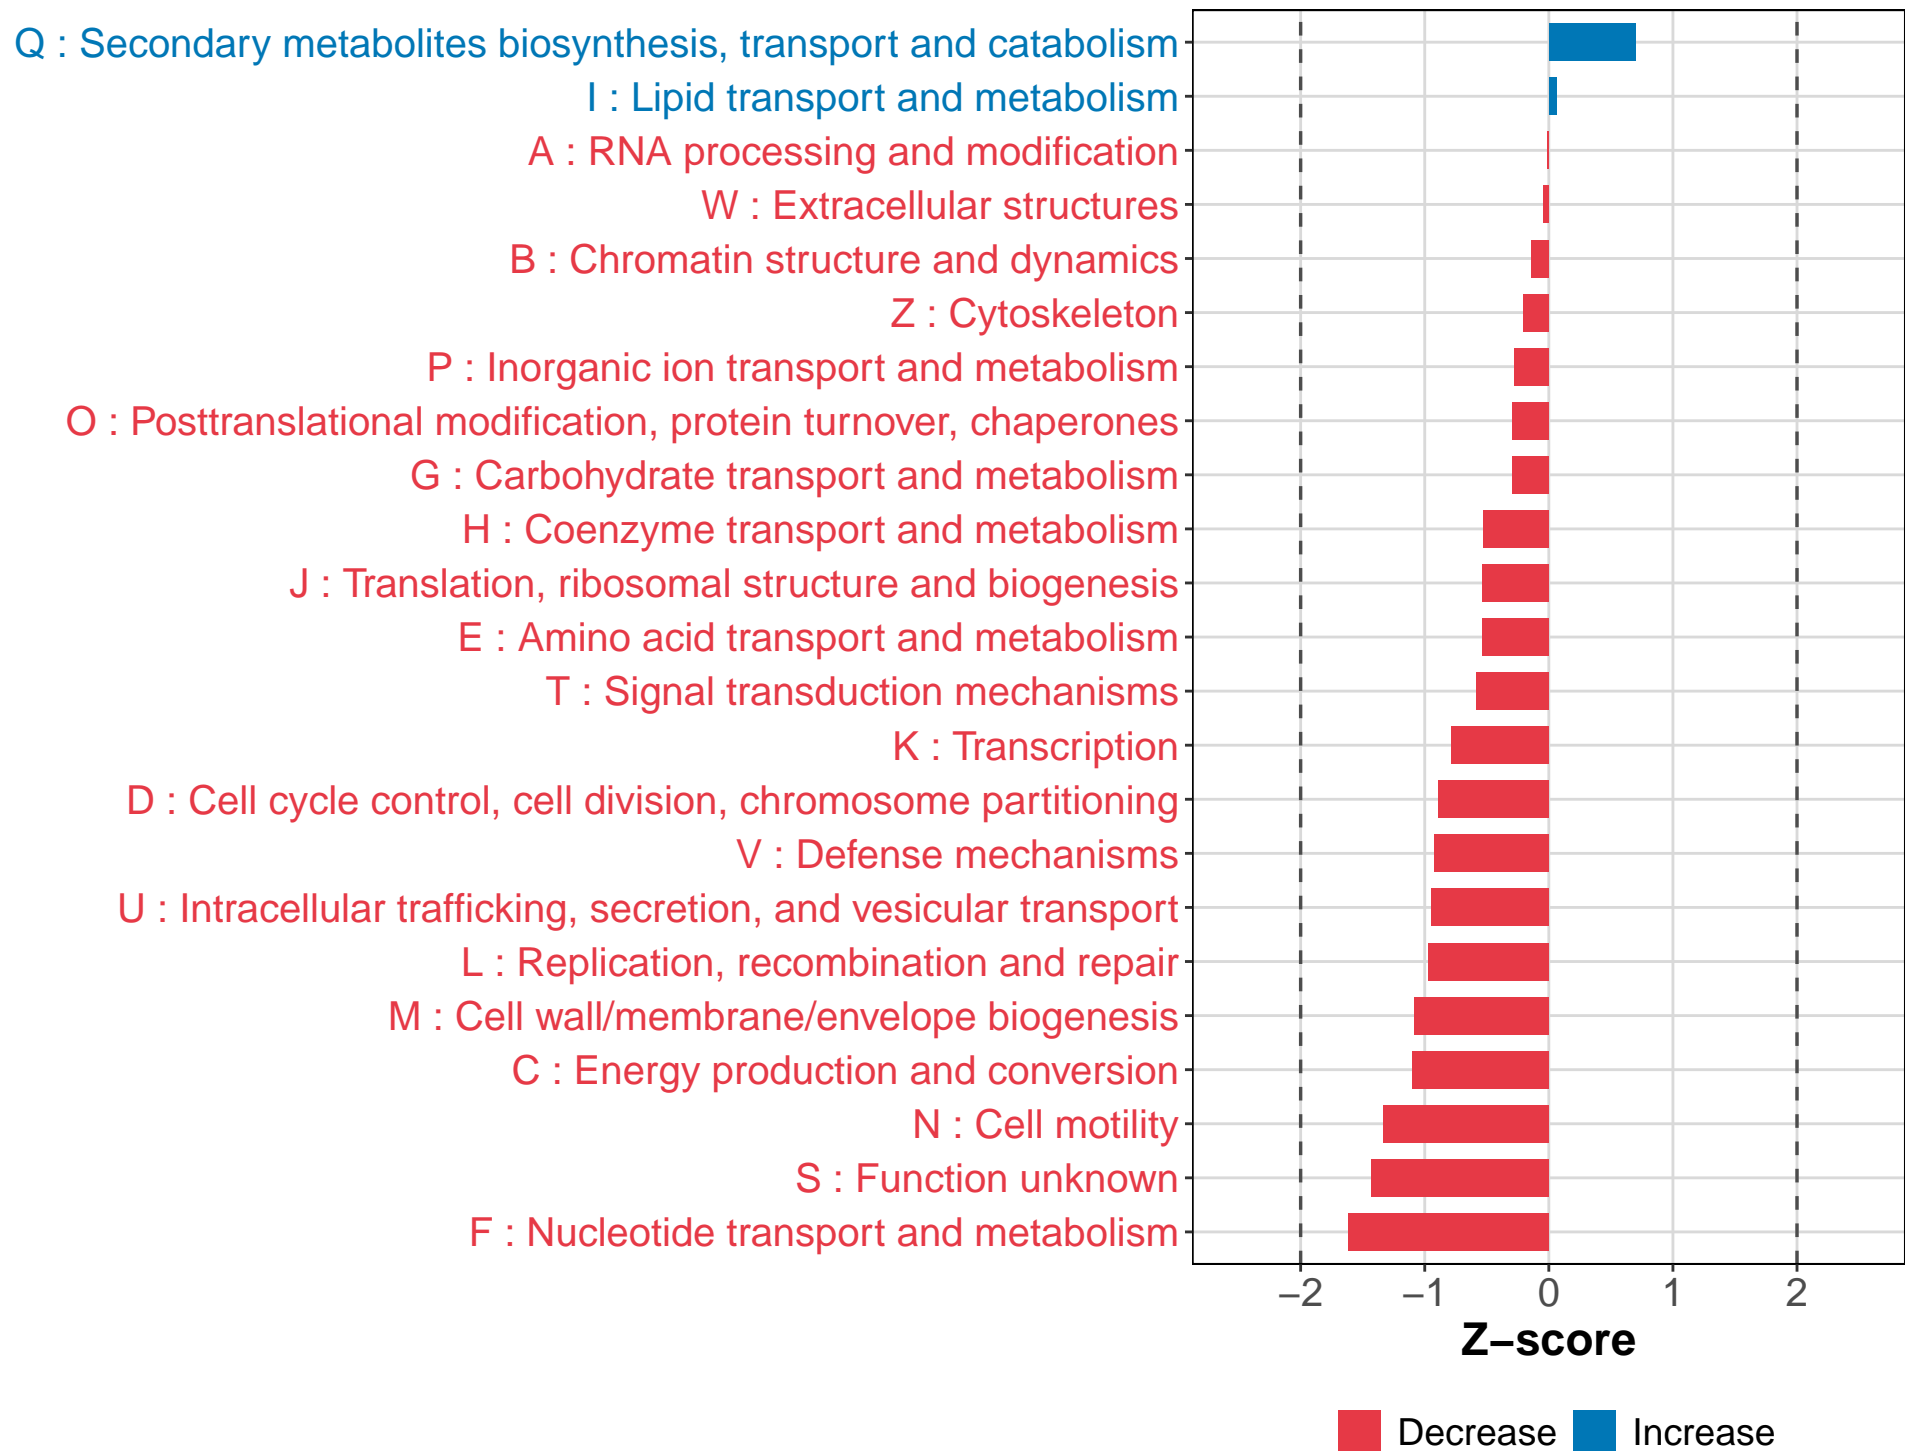 Q : Secondary metabolites biosynthesis, transport and catabolism
I : Lipid transport and metabolism
A : RNA processing and modification
W : Extracellular structures
B : Chromatin structure and dynamics
Z : Cytoskeleton
P : Inorganic ion transport and metabolism
O : Posttranslational modification, protein turnover, chaperones
G : Carbohydrate transport and metabolism
H : Coenzyme transport and metabolism
J : Translation, ribosomal structure and biogenesis
E : Amino acid transport and metabolism
T : Signal transduction mechanisms
K : Transcription
D : Cell cycle control, cell division, chromosome partitioning
V : Defense mechanisms
U : Intracellular trafficking, secretion, and vesicular transport
L : Replication, recombination and repair
M : Cell wall/membrane/envelope biogenesis
C : Energy production and conversion
N : Cell motility
S : Function unknown
F : Nucleotide transport and metabolism
−2 −1 0 1 2
Z−score
Decrease Increase